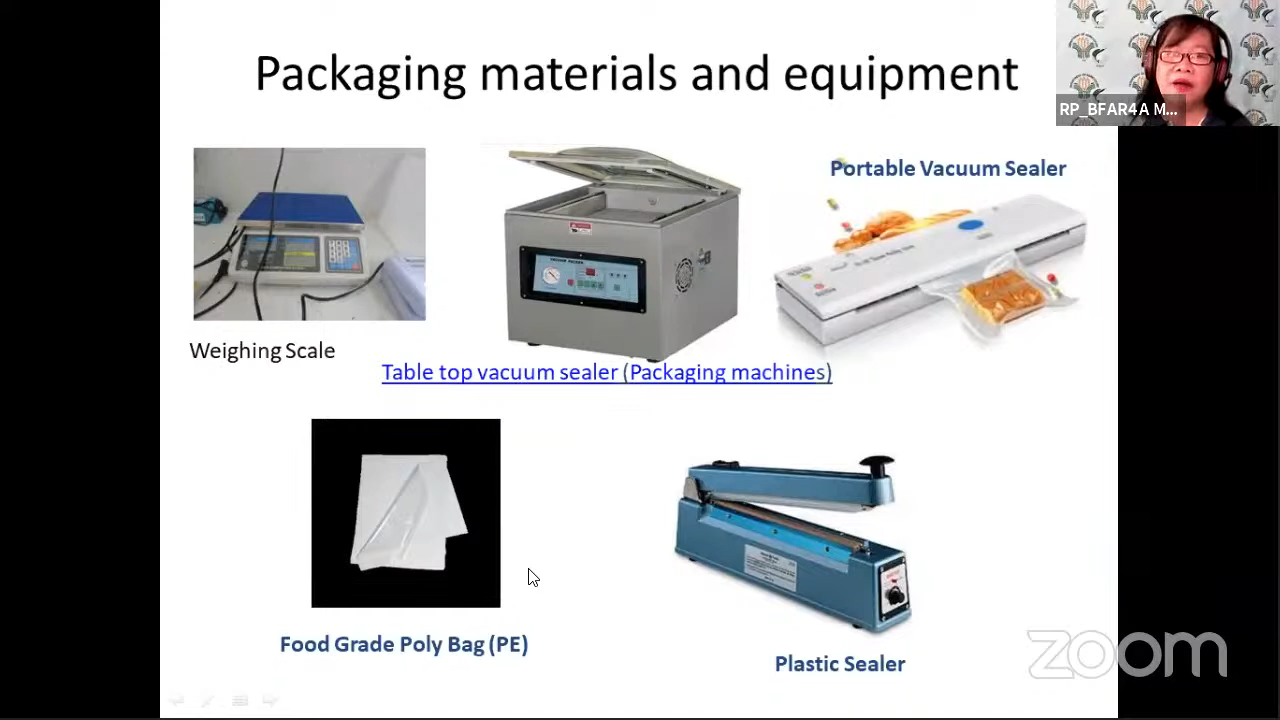 Packaging materials and equipment
RP_BFAR4A M...
Portable Vacuum Sealer
Weighing Scale
Table top vacuum sealer (Packaging machines)
Food Grade Poly Bag (PE)
Plastic Sealer
zoom